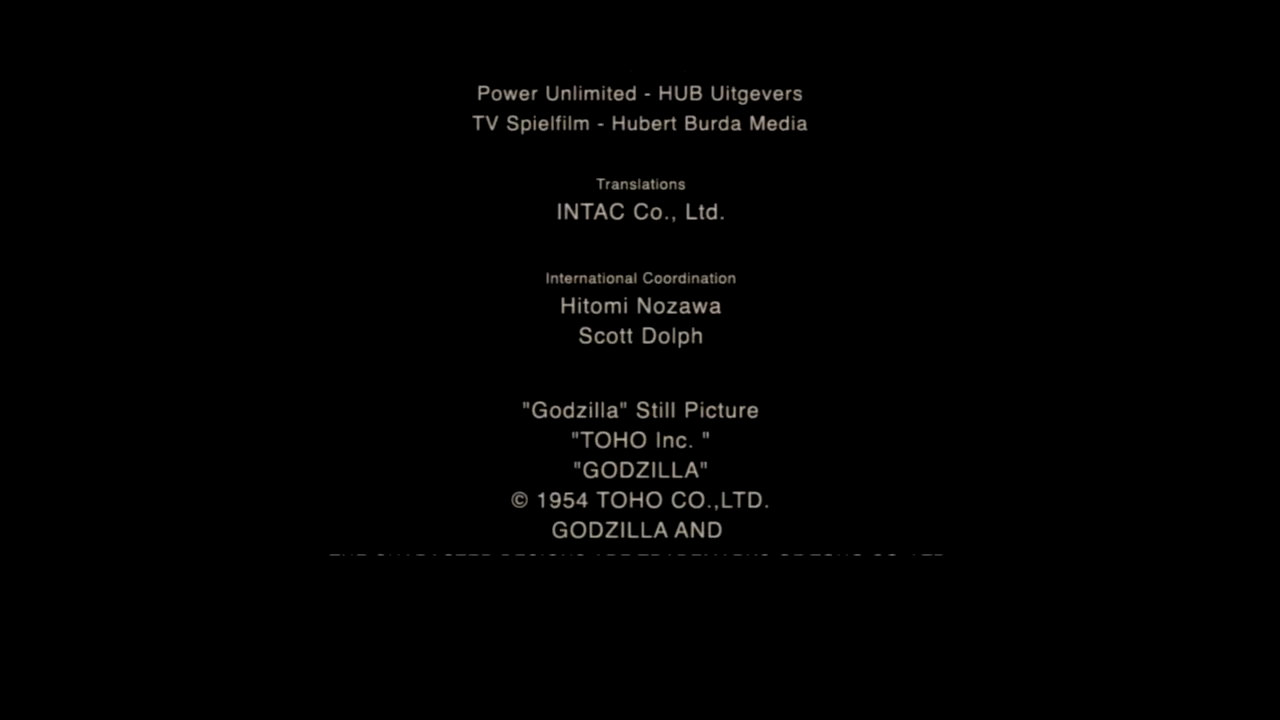 Power Unlimited - HUB Uitgevers
TV Spielfilm - Hubert Burda Media
Translations
INTAC Co., Ltd.
International Coordination
Hitomi Nozawa
Scott Dolph
"Godzilla" Still Picture
"TOHO Inc. "
"GODZILLA"
© 1954 TOHO CO.,LTD.
GODZILLA AND